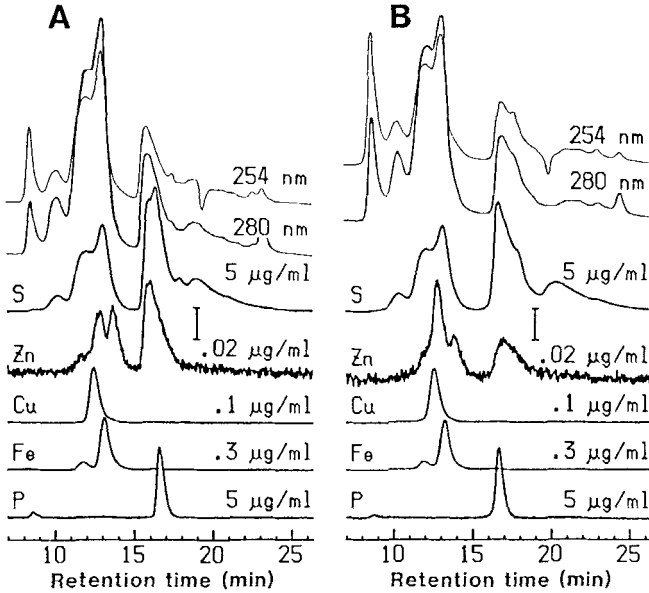 A
254 nm
280 nm
S 5 µg/ml
Zn .02 µg/ml
Cu .1 µg/ml
Fe .3 µg/ml
P 5 µg/ml
10 15 20 25
Retention time (min)
B
254 nm
280 nm
S 5 µg/ml
Zn .02 µg/ml
Cu .1 µg/ml
Fe .3 µg/ml
P 5 µg/ml
10 15 20 25
Retention time (min)